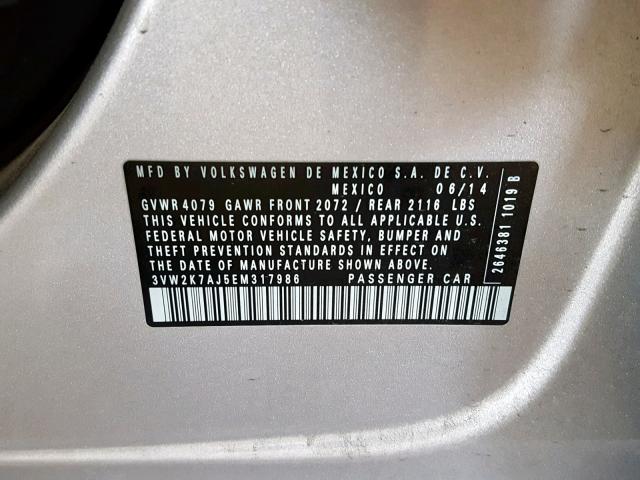 MFD BY VOLKSWAGEN DE MEXICO S.A. DE C.V.
MEXICO 06/14
GVWR 4079 GAWR FRONT 2072 / REAR 2116 LBS
THIS VEHICLE CONFORMS TO ALL APPLICABLE U.S.
FEDERAL MOTOR VEHICLE SAFETY, BUMPER AND
THEFT PREVENTION STANDARDS IN EFFECT ON
THE DATE OF MANUFACTURE SHOWN ABOVE.
3VW2K7AJ5EM317986 PASSENGER CAR
2646381 1019 B